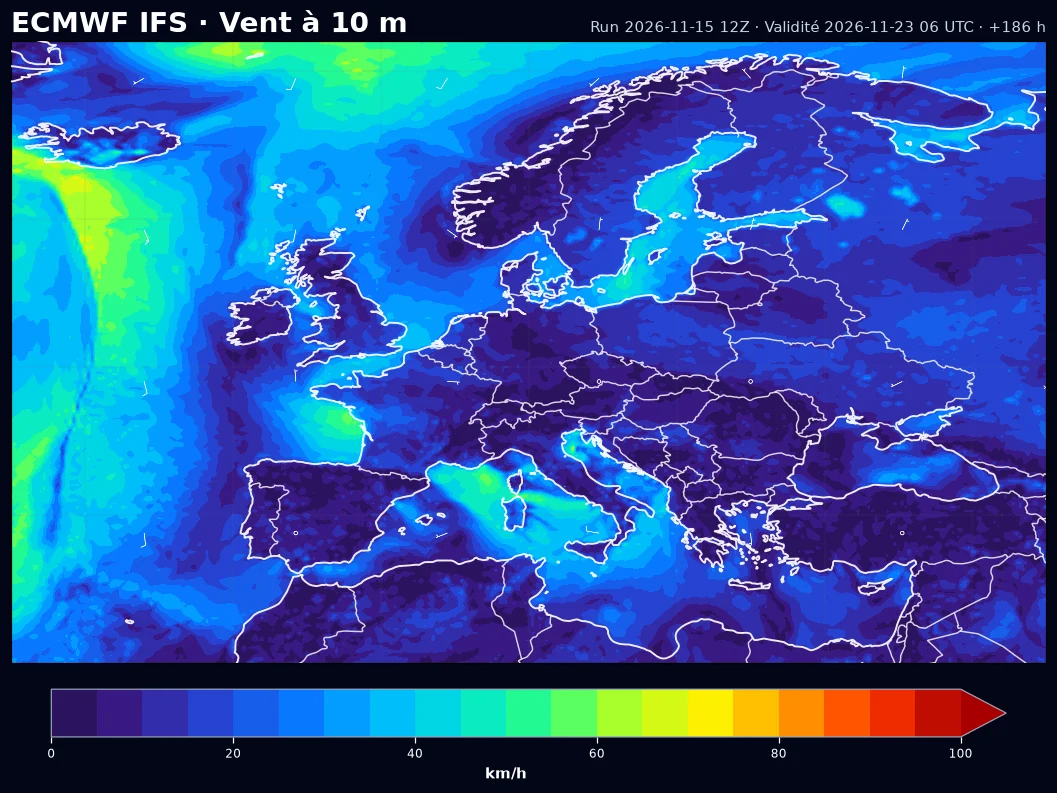 ECMWF IFS · Vent à 10 m
Run 2026-11-15 12Z · Validité 2026-11-23 06 UTC · +186 h
0 20 40 60 80 100
km/h